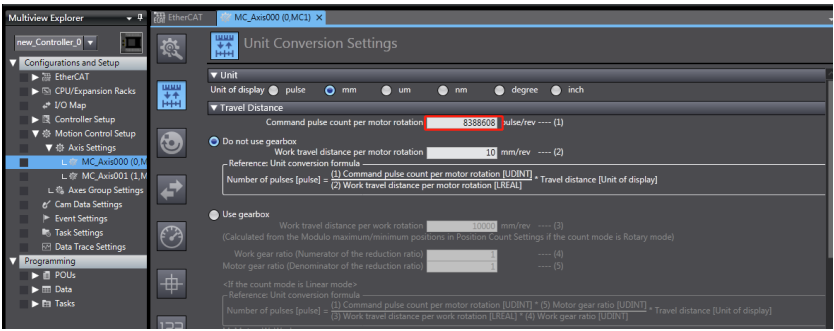 Multiview Explorer
EtherCAT
MC_Axis000 (0,MC1)
new_Controller_0
Unit Conversion Settings
Configurations and Setup
EtherCAT
CPU/Expansion Racks
I/O Map
Controller Setup
Motion Control Setup
Axis Settings
MC_Axis000 (0,M
MC_Axis001 (1,M
Axes Group Settings
Cam Data Settings
Event Settings
Task Settings
Data Trace Settings
Programming
POUs
Data
Tasks
Unit
Unit of display pulse mm um nm degree inch
Travel Distance
Command pulse count per motor rotation 8388608 pulse/rev ---- (1)
Do not use gearbox
Work travel distance per motor rotation 10 mm/rev ---- (2)
Reference: Unit conversion formula
Number of pulses [pulse] = (1) Command pulse count per motor rotation [UDINT]
(2) Work travel distance per motor rotation [LREAL] * Travel distance [Unit of display]
Use gearbox
Work travel distance per work rotation 10000 mm/rev ---- (3)
(Calculated from the Modulo maximum/minimum positions in Position Count Settings if the count mode is Rotary mode)
Work gear ratio (Numerator of the reduction ratio) 1 ---- (4)
Motor gear ratio (Denominator of the reduction ratio) 1 ---- (5)
<If the count mode is Linear mode>
Reference: Unit conversion formula
Number of pulses [pulse] = (1) Command pulse count per motor rotation [UDINT] * (5) Motor gear ratio [UDINT]
(3) Work travel distance per work rotation [LREAL] * (4) Work gear ratio [UDINT] * Travel distance [Unit of display]